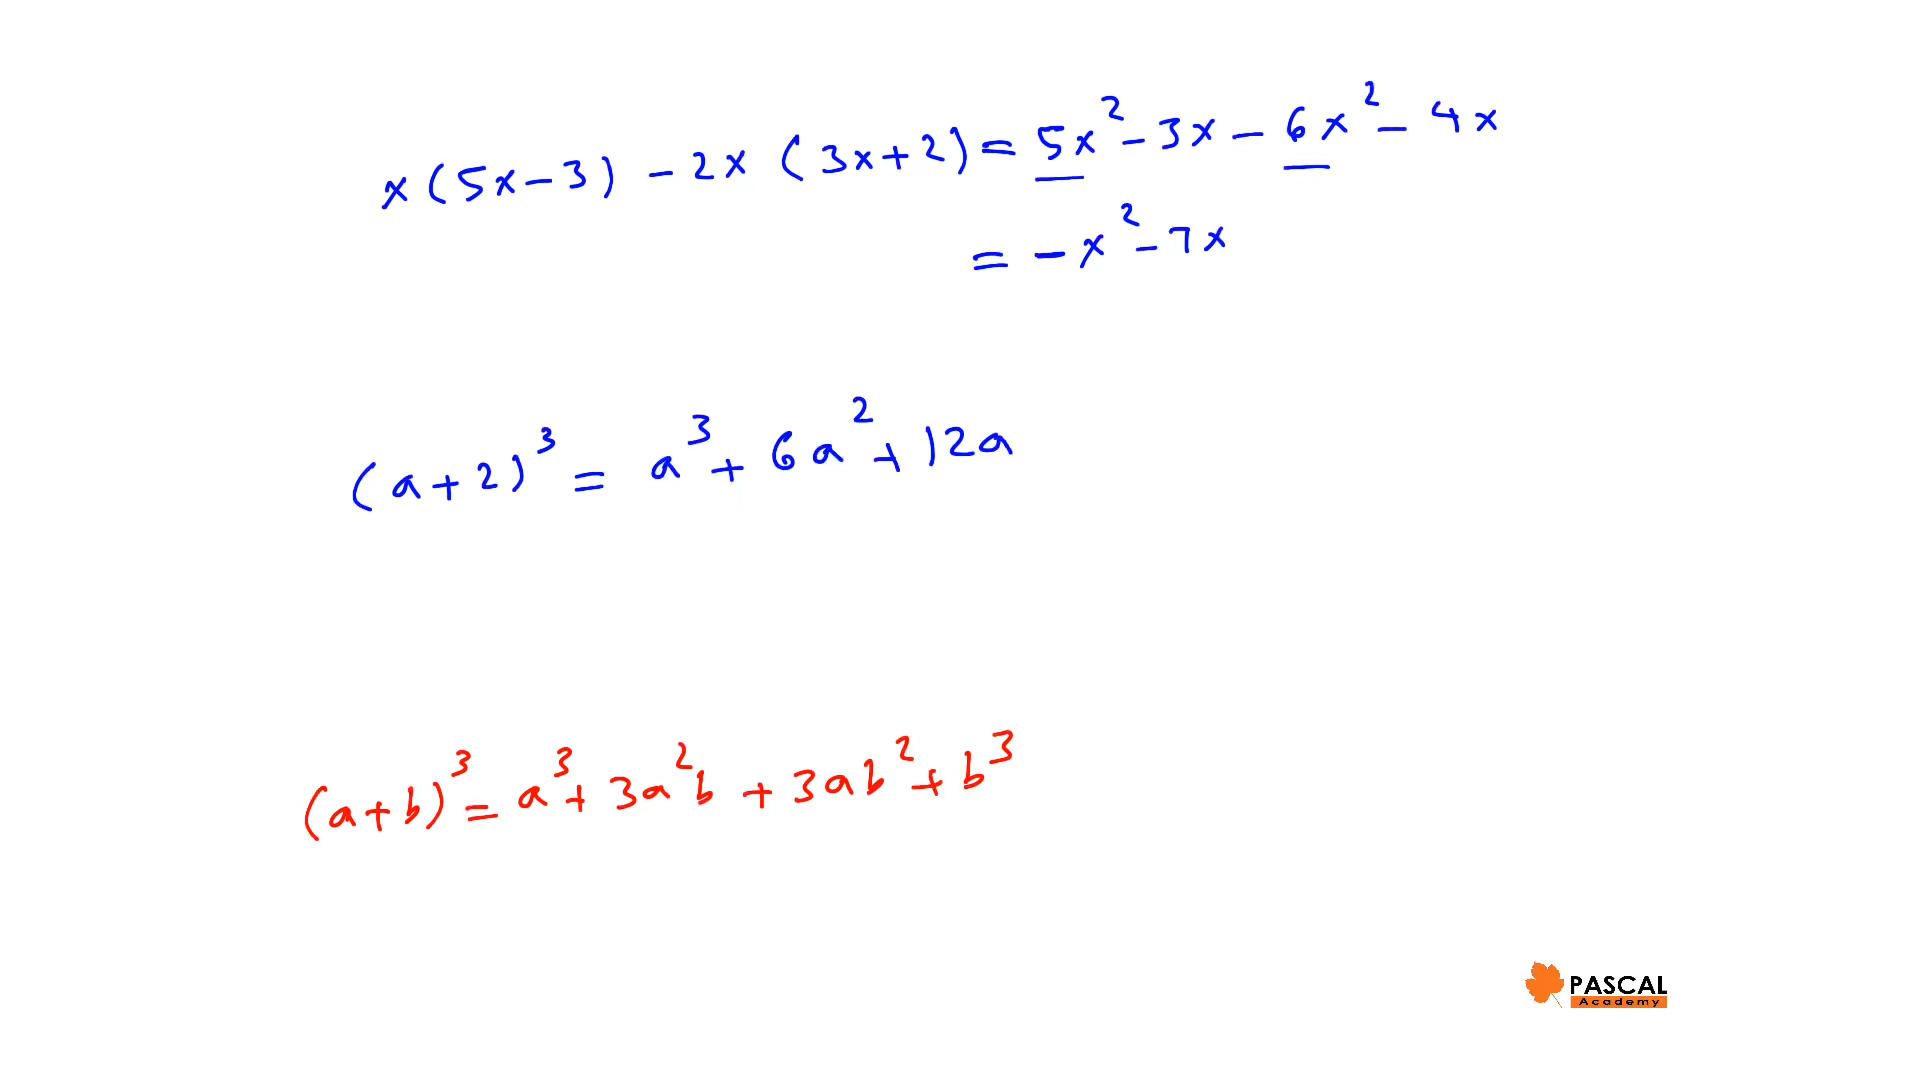 x(5x-3) -2x (3x+2) = 5x² - 3x - 6x² - 4x
= -x² - 7x
(a+2)³ = a³ + 6a² + 12a
(a+b)³ = a³ + 3a²b + 3ab² + b³
PASCAL
Academy